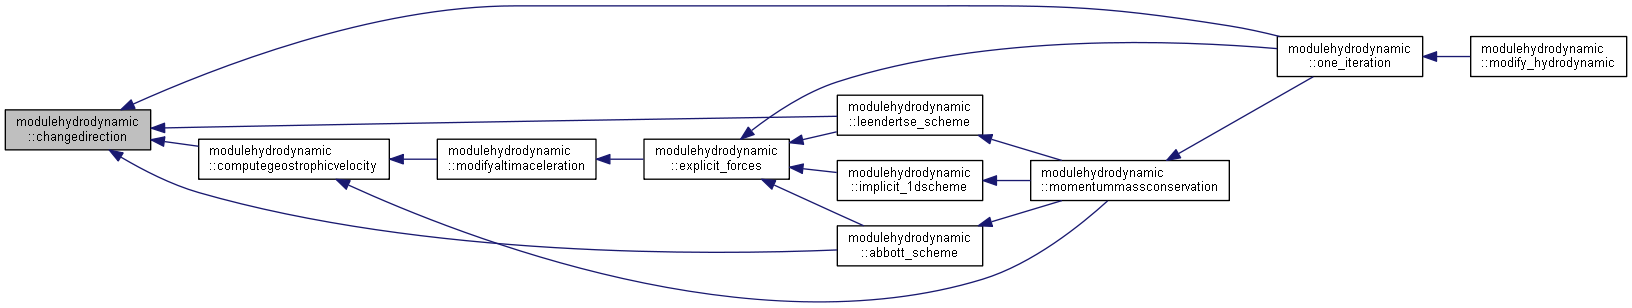 modulehydrodynamic
::changedirection
modulehydrodynamic
::computegeostrophicvelocity
modulehydrodynamic
::modifyaltimaceleration
modulehydrodynamic
::explicit_forces
modulehydrodynamic
::leendertse_scheme
modulehydrodynamic
::implicit_1dscheme
modulehydrodynamic
::abbott_scheme
modulehydrodynamic
::momentummassconservation
modulehydrodynamic
::one_iteration
modulehydrodynamic
::modify_hydrodynamic